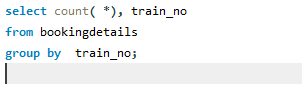 select count( *), train_no
from bookingdetails
group by  train_no;